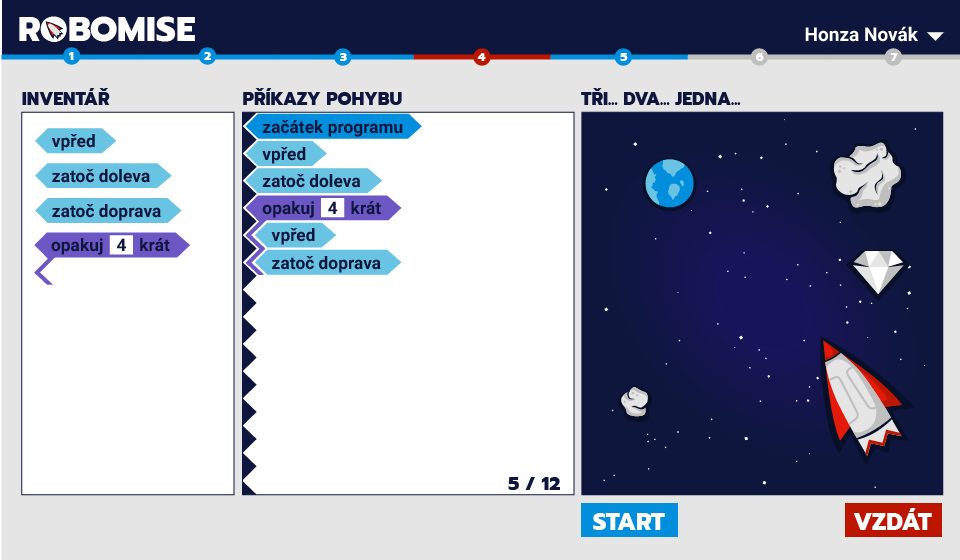 ROBOMISE
Honza Novák
1 2 3 4 5 6 7
INVENTÁŘ
vpřed
zatoč doleva
zatoč doprava
opakuj 4 krát
PŘÍKAZY POHYBU
začátek programu
vpřed
zatoč doleva
opakuj 4 krát
vpřed
zatoč doprava
5 / 12
TŘI... DVA... JEDNA...
START
VZDÁT